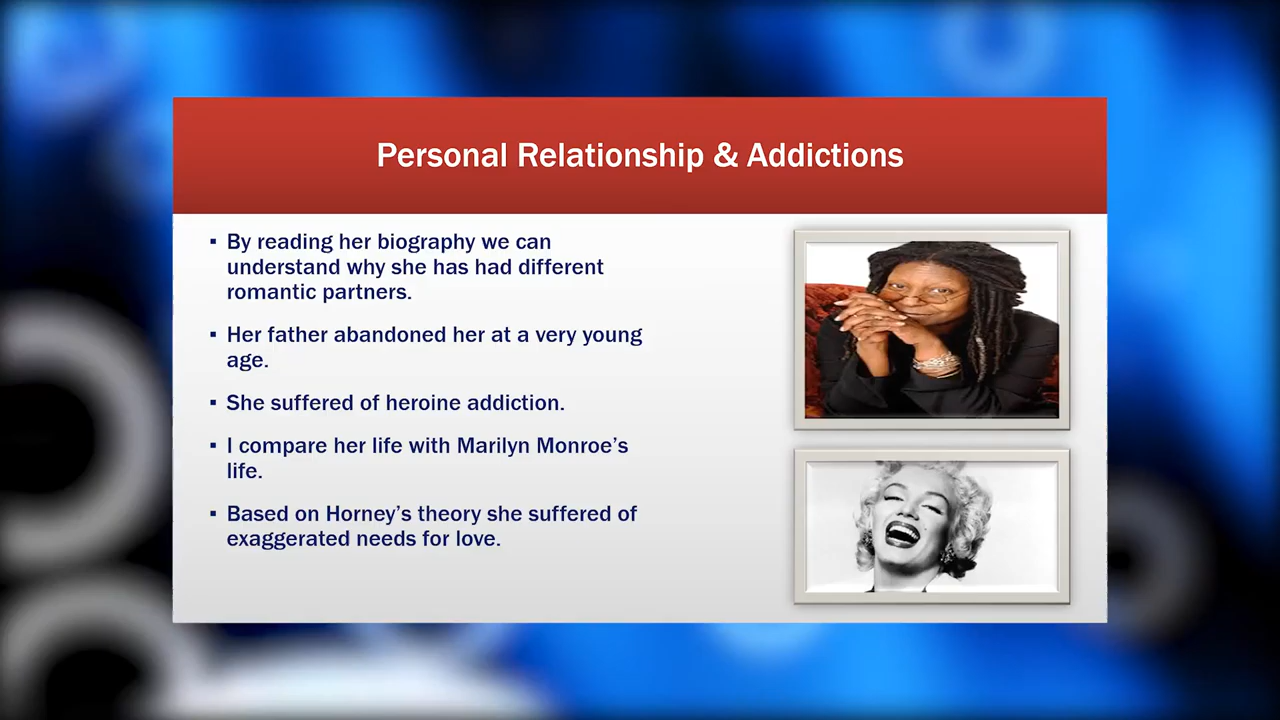 Personal Relationship & Addictions
▪ By reading her biography we can
understand why she has had different
romantic partners.
▪ Her father abandoned her at a very young
age.
▪ She suffered of heroine addiction.
▪ I compare her life with Marilyn Monroe’s
life.
▪ Based on Horney’s theory she suffered of
exaggerated needs for love.